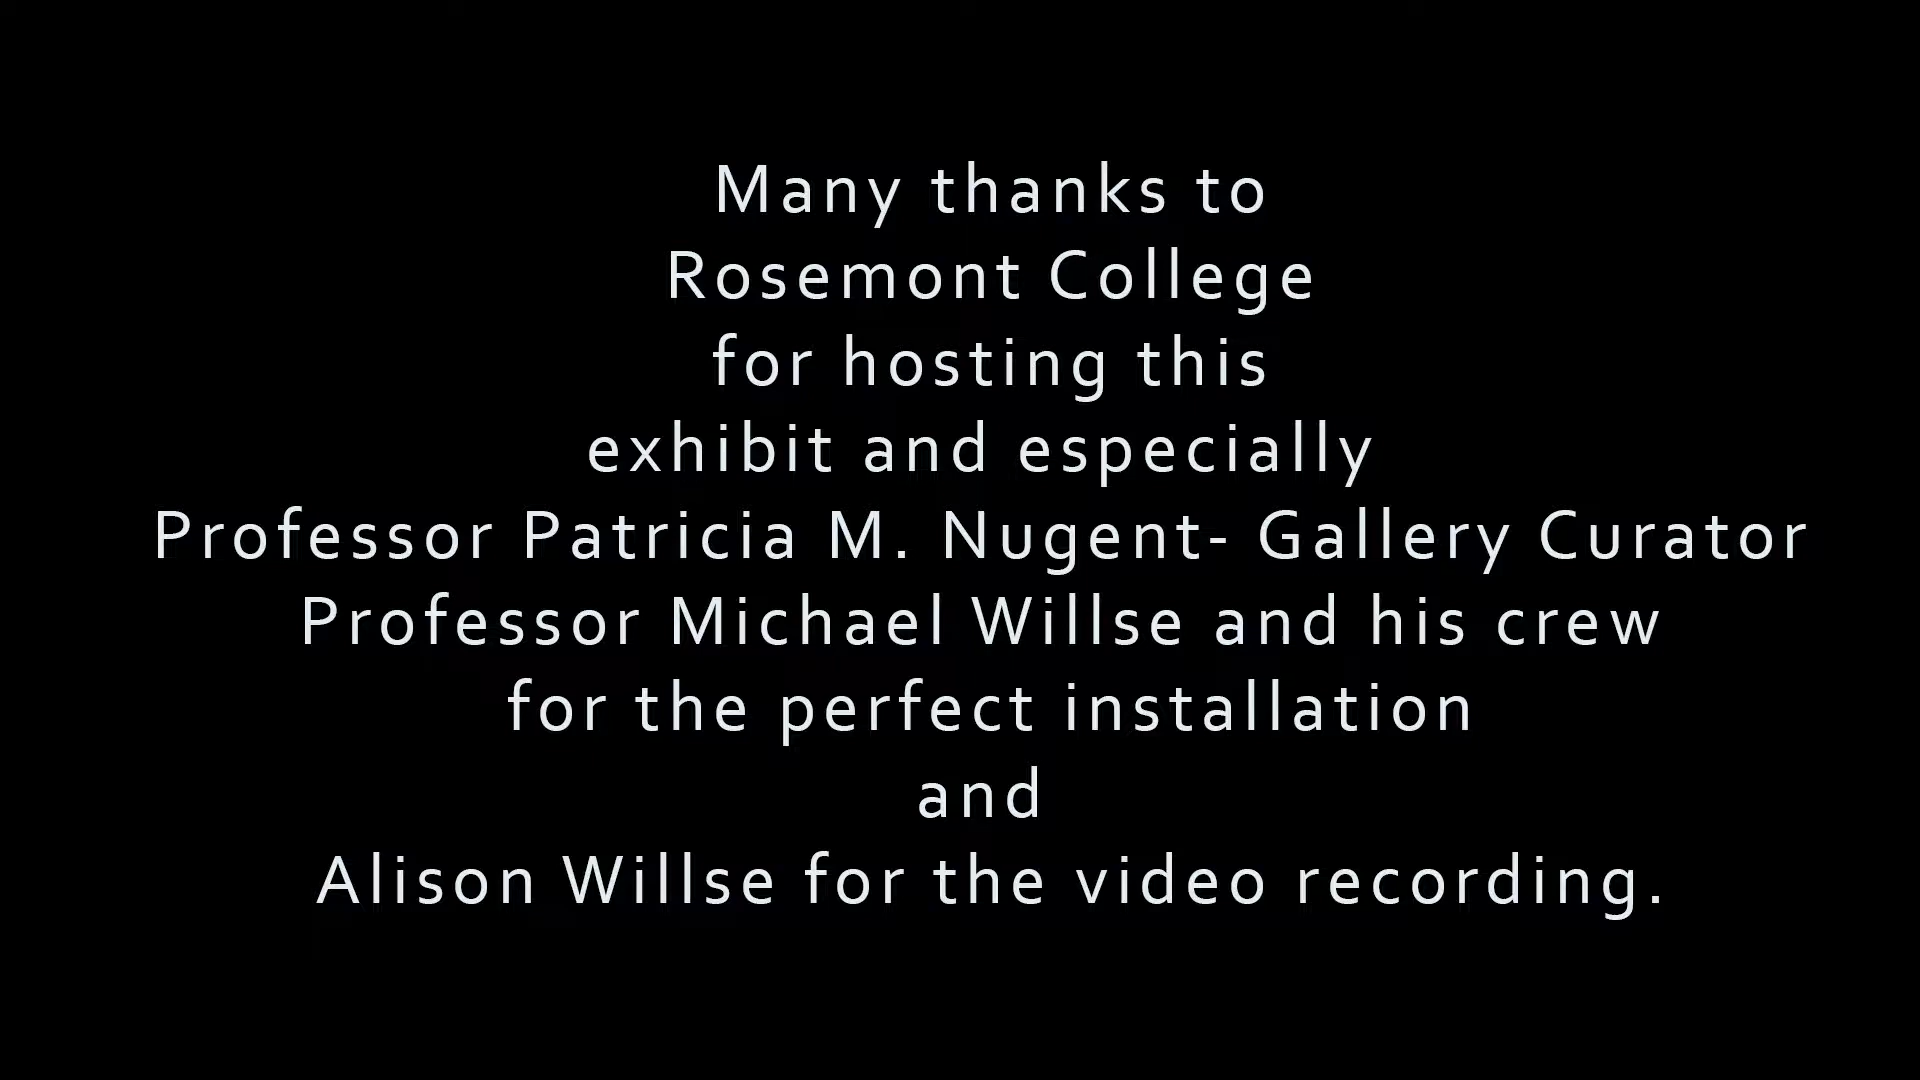 Many thanks to
Rosemont College
for hosting this
exhibit and especially
Professor Patricia M. Nugent- Gallery Curator
Professor Michael Willse and his crew
for the perfect installation
and
Alison Willse for the video recording.